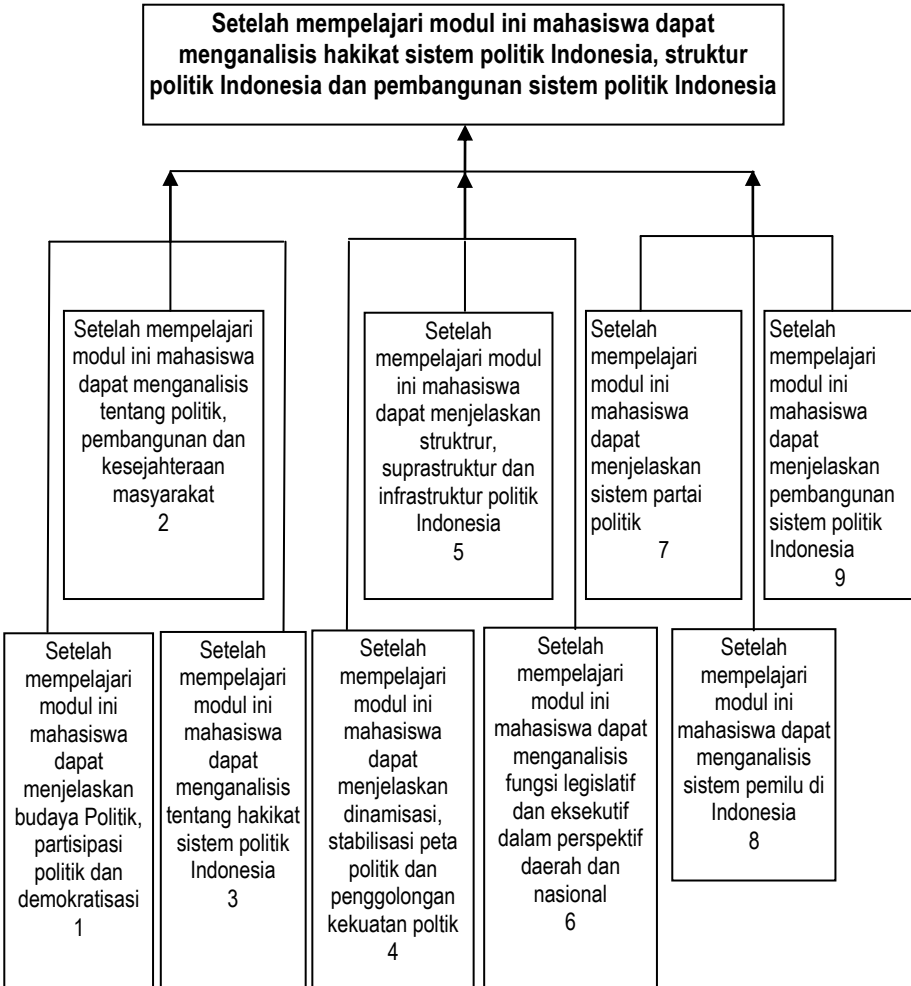 Setelah mempelajari modul ini mahasiswa dapat
menganalisis hakikat sistem politik Indonesia, struktur
politik Indonesia dan pembangunan sistem politik Indonesia
Setelah mempelajari
modul ini mahasiswa
dapat menganalisis
tentang politik,
pembangunan dan
kesejahteraan
masyarakat
2
Setelah
mempelajari modul
ini mahasiswa
dapat menjelaskan
struktrur,
suprastruktur dan
infrastruktur politik
Indonesia
5
Setelah
mempelajari
modul ini
mahasiswa
dapat
menjelaskan
sistem partai
politik
7
Setelah
mempelajari
modul ini
mahasiswa
dapat
menjelaskan
pembangunan
sistem politik
Indonesia
9
Setelah
mempelajari
modul ini
mahasiswa
dapat
menjelaskan
budaya Politik,
partisipasi
politik dan
demokratisasi
1
Setelah
mempelajari
modul ini
mahasiswa
dapat
menganalisis
tentang hakikat
sistem politik
Indonesia
3
Setelah
mempelajari
modul ini
mahasiswa
dapat
menjelaskan
dinamisasi,
stabilisasi peta
politik dan
penggolongan
kekuatan poltik
4
Setelah
mempelajari
modul ini
mahasiswa dapat
menganalisis
fungsi legislatif
dan eksekutif
dalam perspektif
daerah dan
nasional
6
Setelah
mempelajari
modul ini
mahasiswa dapat
menganalisis
sistem pemilu di
Indonesia
8